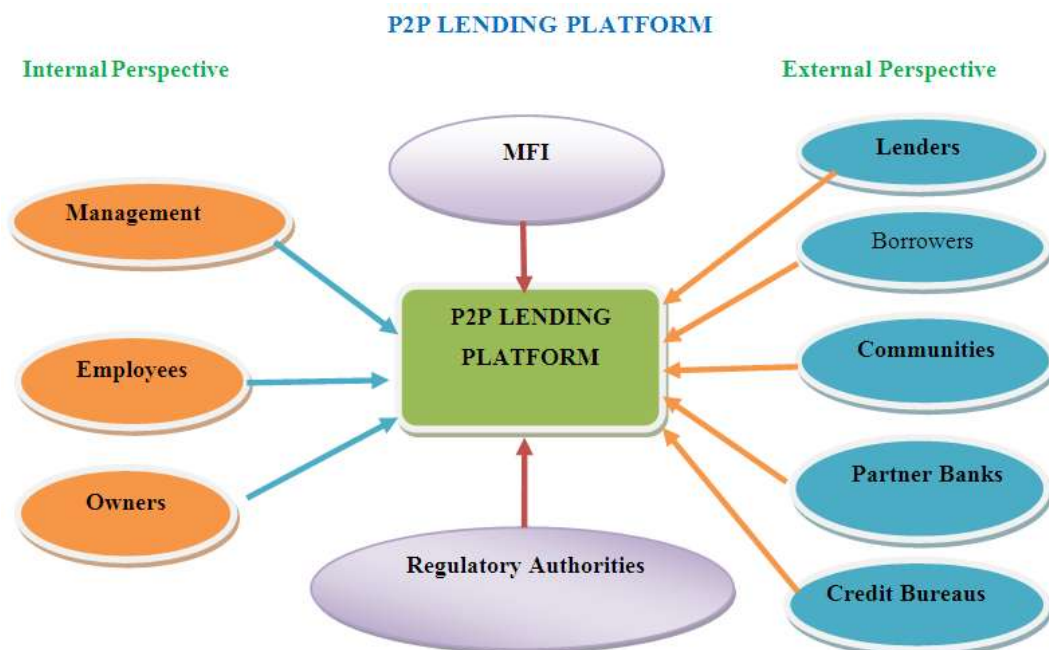 P2P LENDING PLATFORM
Internal Perspective
External Perspective
MFI
Lenders
Management
Borrowers
P2P LENDING
PLATFORM
Communities
Employees
Partner Banks
Owners
Regulatory Authorities
Credit Bureaus